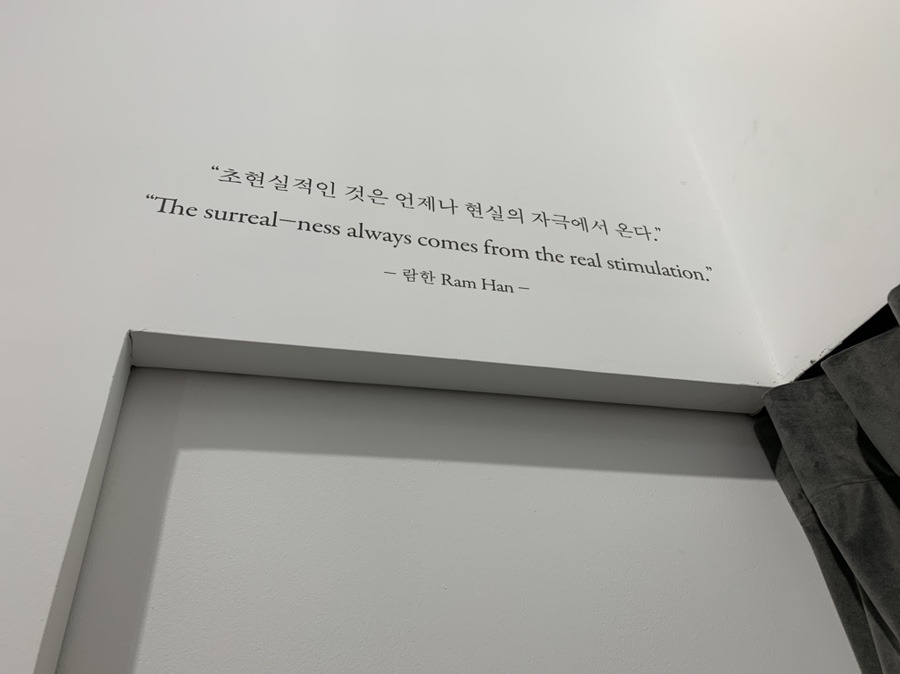 “초현실적인 것은 언제나 현실의 자극에서 온다.”
“The surreal—ness always comes from the real stimulation.”
— 람한 Ram Han —